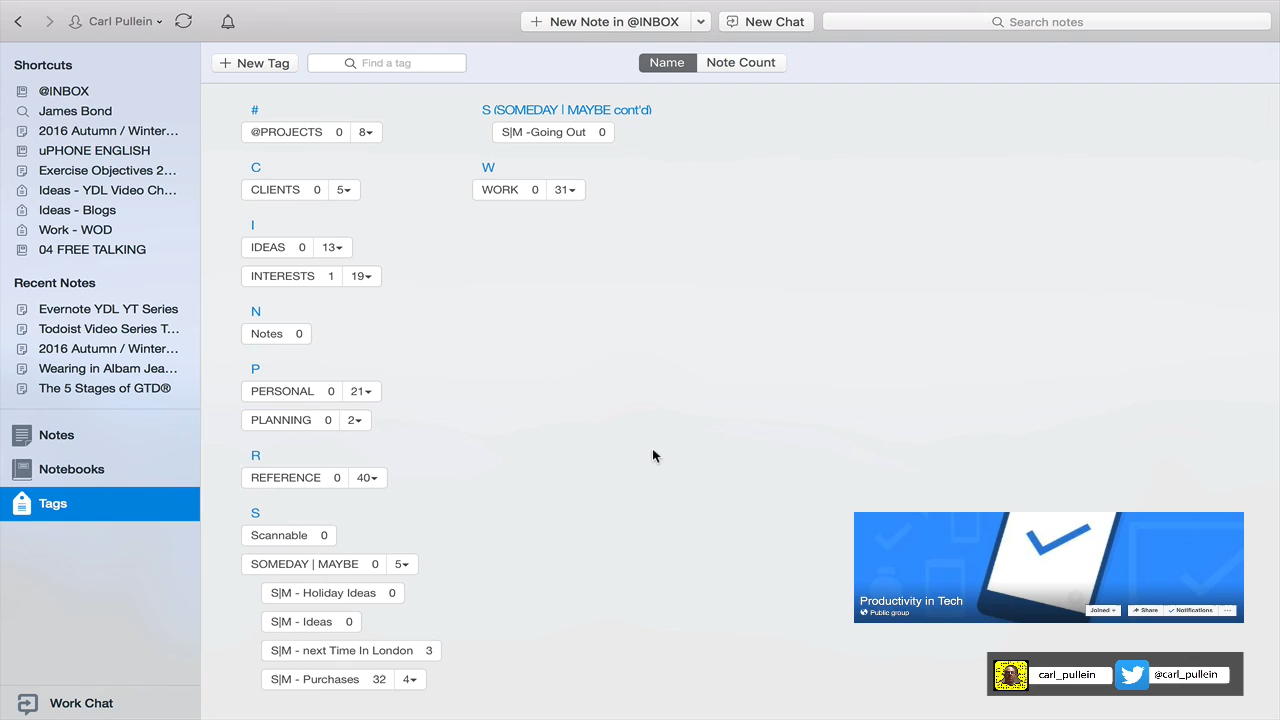 Carl Pullein
New Note in @INBOX
New Chat
Search notes
Shortcuts
@INBOX
James Bond
2016 Autumn / Winter...
uPHONE ENGLISH
Exercise Objectives 2...
Ideas - YDL Video Ch...
Ideas - Blogs
Work - WOD
04 FREE TALKING
Recent Notes
Evernote YDL YT Series
Todoist Video Series T...
2016 Autumn / Winter...
Wearing in Albam Jea...
The 5 Stages of GTD®
Notes
Notebooks
Tags
Work Chat
New Tag
Find a tag
Name
Note Count
#
@PROJECTS 0 8
C
CLIENTS 0 5
I
IDEAS 0 13
INTERESTS 1 19
N
Notes 0
P
PERSONAL 0 21
PLANNING 0 2
R
REFERENCE 0 40
S
Scannable 0
SOMEDAY | MAYBE 0 5
S|M - Holiday Ideas 0
S|M - Ideas 0
S|M - next Time In London 3
S|M - Purchases 32 4
S (SOMEDAY | MAYBE cont'd)
S|M -Going Out 0
W
WORK 0 31
Productivity in Tech
Public group
Joined
Share
Notifications
...
carl_pullein
@carl_pullein